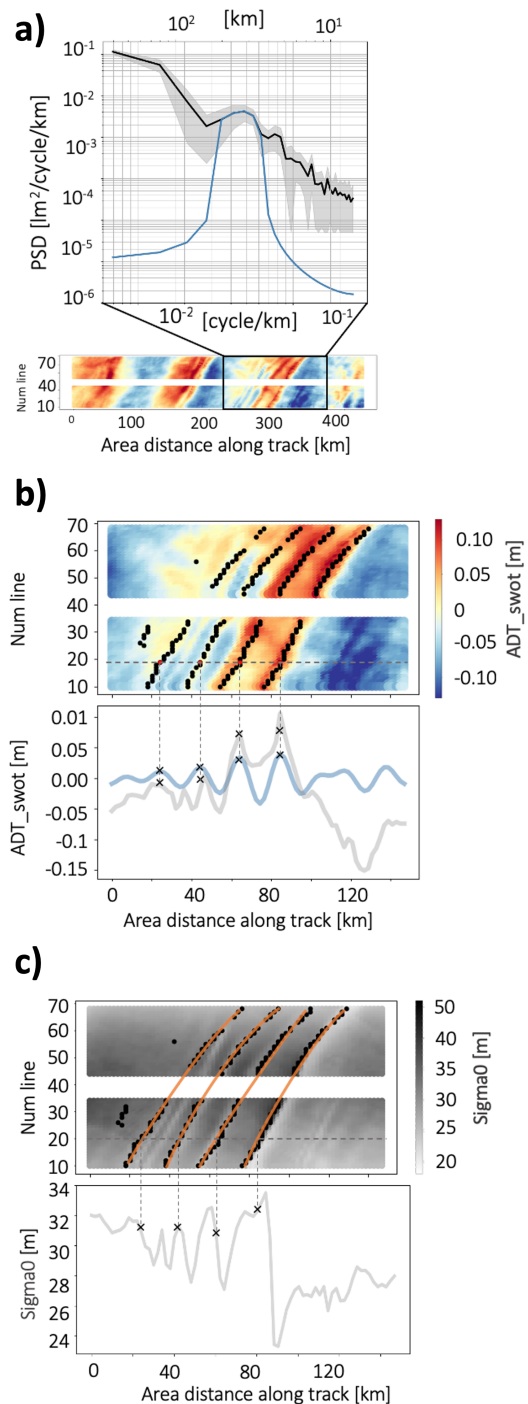 a)
10² [km] 10¹
10⁻¹
10⁻²
10⁻³
10⁻⁴
10⁻⁵
10⁻⁶
PSD [lm²/cycle/km]
10⁻² [cycle/km] 10⁻¹
Num line
70
40
10
0 100 200 300 400
Area distance along track [km]
b)
Num line
70
60
50
40
30
20
10
0.10
0.05
0
-0.05
-0.10
ADT_swot [m]
ADT_swot [m]
0.01
0.005
0.00
-0.05
-0.1
-0.15
0 40 80 120
Area distance along track [km]
c)
Num line
70
60
50
40
30
20
10
50
45
40
35
30
25
20
Sigma0 [m]
Sigma0 [m]
34
32
30
28
26
24
0 40 80 120
Area distance along track [km]